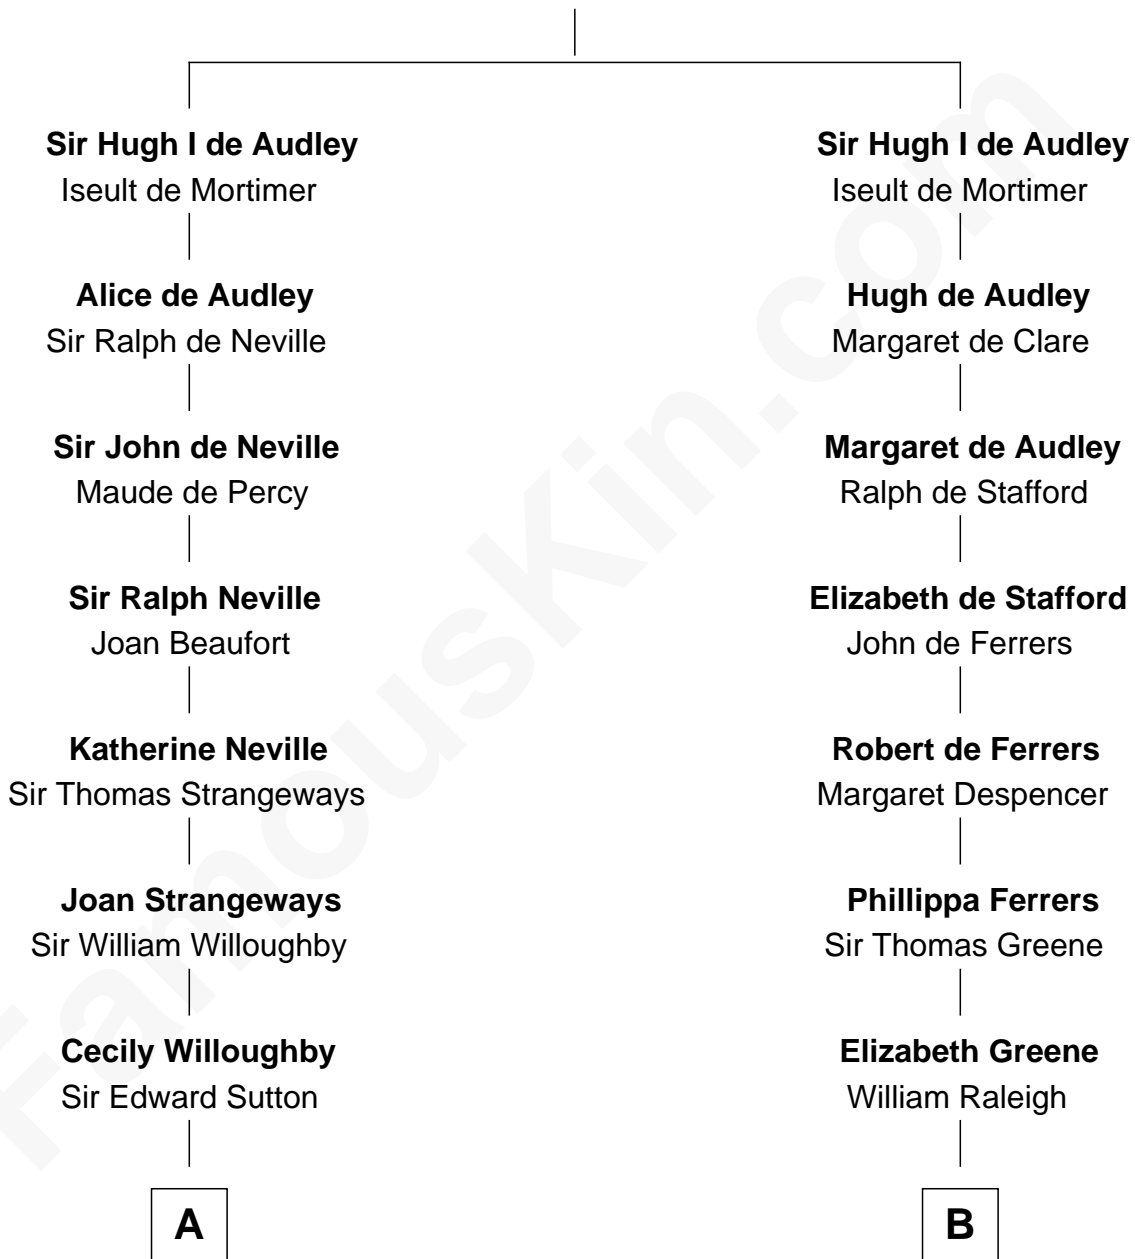 Sir Hugh I de Audley
Iseult de Mortimer
Alice de Audley
Sir Ralph de Neville
Sir John de Neville
Maude de Percy
Sir Ralph Neville
Joan Beaufort
Katherine Neville
Sir Thomas Strangeways
Joan Strangeways
Sir William Willoughby
Cecily Willoughby
Sir Edward Sutton
A
Sir Hugh I de Audley
Iseult de Mortimer
Hugh de Audley
Margaret de Clare
Margaret de Audley
Ralph de Stafford
Elizabeth de Stafford
John de Ferrers
Robert de Ferrers
Margaret Despencer
Phillippa Ferrers
Sir Thomas Greene
Elizabeth Greene
William Raleigh
B
FamousKin.com